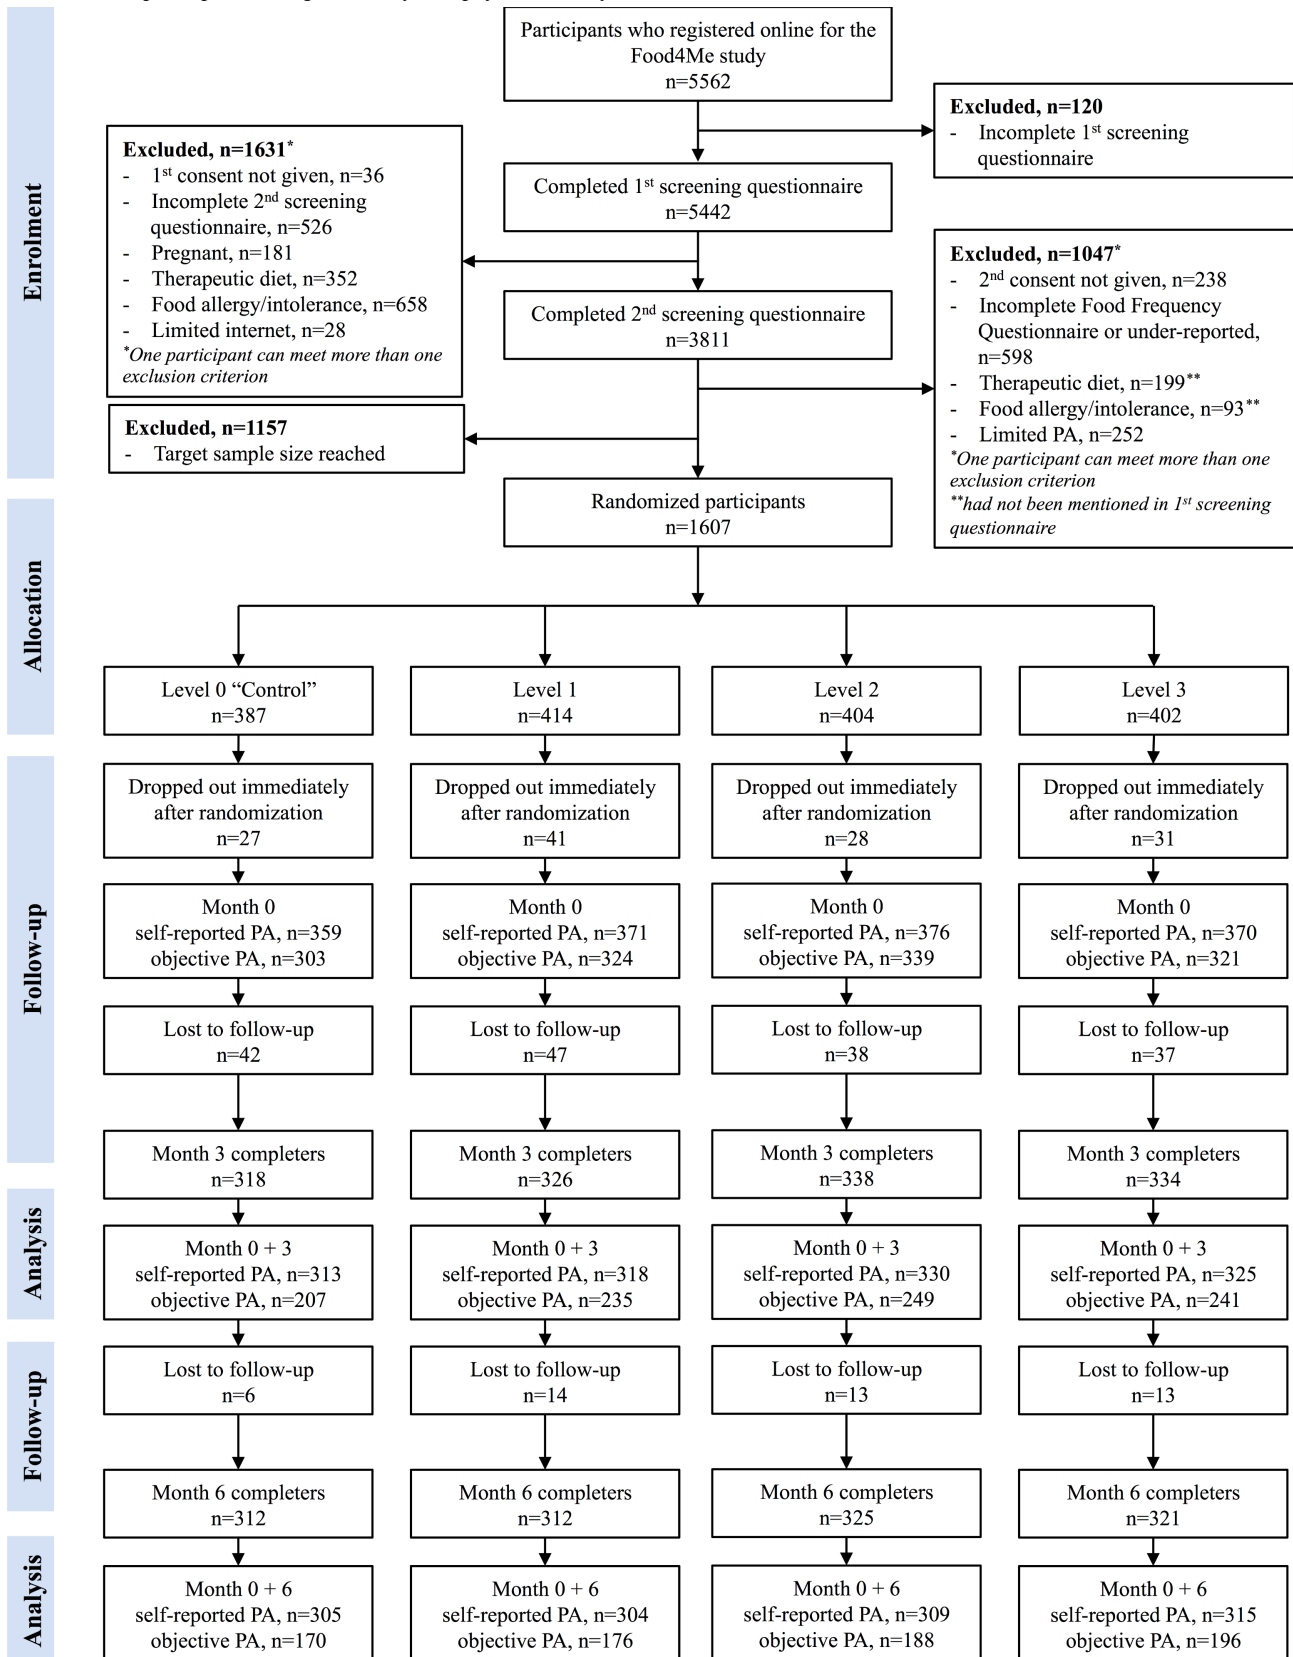 Participants who registered online for the
Food4Me study
n=5562
Excluded, n=120
- Incomplete 1st screening
questionnaire
Excluded, n=1631*
- 1st consent not given, n=36
- Incomplete 2nd screening
questionnaire, n=526
- Pregnant, n=181
- Therapeutic diet, n=352
- Food allergy/intolerance, n=658
- Limited internet, n=28
*One participant can meet more than one
exclusion criterion
Completed 1st screening questionnaire
n=5442
Excluded, n=1047*
- 2nd consent not given, n=238
- Incomplete Food Frequency
Questionnaire or under-reported,
n=598
- Therapeutic diet, n=199**
- Food allergy/intolerance, n=93**
- Limited PA, n=252
*One participant can meet more than one
exclusion criterion
**had not been mentioned in 1st screening
questionnaire
Completed 2nd screening questionnaire
n=3811
Excluded, n=1157
- Target sample size reached
Randomized participants
n=1607
Enrolment
Allocation
Level 0 “Control”
n=387
Level 1
n=414
Level 2
n=404
Level 3
n=402
Follow-up
Dropped out immediately
after randomization
n=27
Dropped out immediately
after randomization
n=41
Dropped out immediately
after randomization
n=28
Dropped out immediately
after randomization
n=31
Month 0
self-reported PA, n=359
objective PA, n=303
Month 0
self-reported PA, n=371
objective PA, n=324
Month 0
self-reported PA, n=376
objective PA, n=339
Month 0
self-reported PA, n=370
objective PA, n=321
Lost to follow-up
n=42
Lost to follow-up
n=47
Lost to follow-up
n=38
Lost to follow-up
n=37
Month 3 completers
n=318
Month 3 completers
n=326
Month 3 completers
n=338
Month 3 completers
n=334
Analysis
Month 0 + 3
self-reported PA, n=313
objective PA, n=207
Month 0 + 3
self-reported PA, n=318
objective PA, n=235
Month 0 + 3
self-reported PA, n=330
objective PA, n=249
Month 0 + 3
self-reported PA, n=325
objective PA, n=241
Follow-up
Lost to follow-up
n=6
Lost to follow-up
n=14
Lost to follow-up
n=13
Lost to follow-up
n=13
Month 6 completers
n=312
Month 6 completers
n=312
Month 6 completers
n=325
Month 6 completers
n=321
Analysis
Month 0 + 6
self-reported PA, n=305
objective PA, n=170
Month 0 + 6
self-reported PA, n=304
objective PA, n=176
Month 0 + 6
self-reported PA, n=309
objective PA, n=188
Month 0 + 6
self-reported PA, n=315
objective PA, n=196